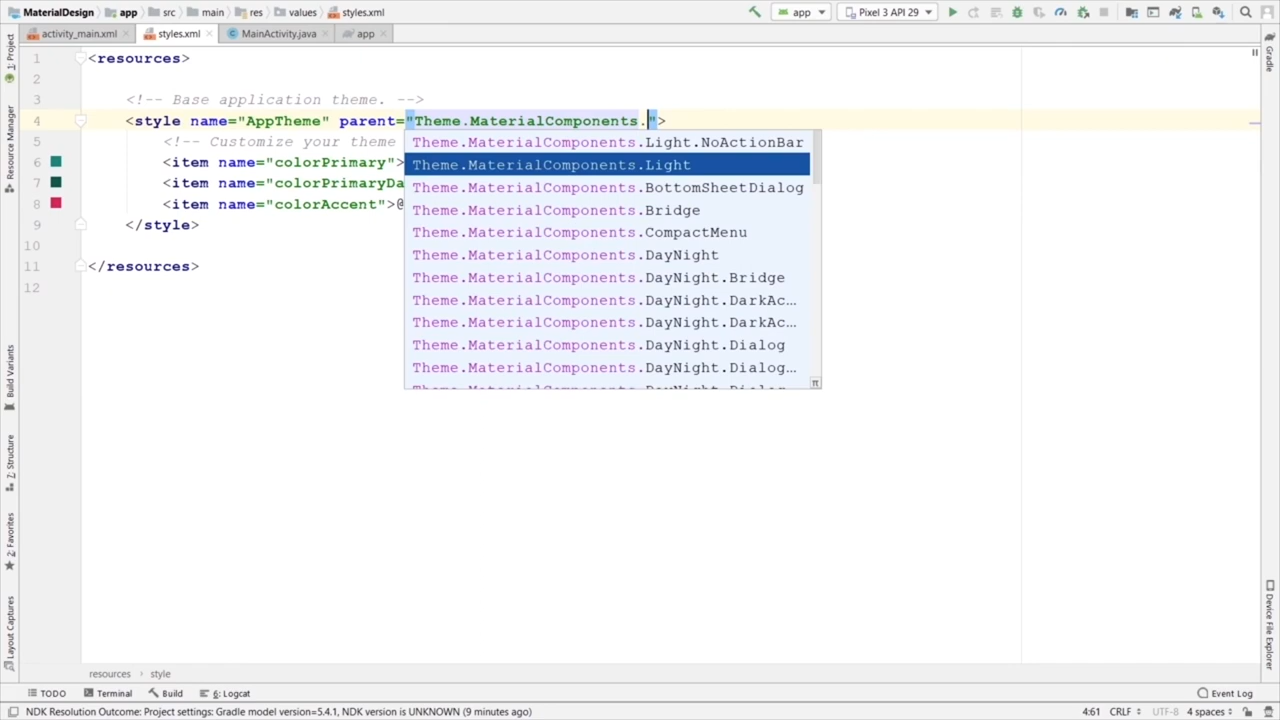 MaterialDesign app src main res values styles.xml
app Pixel 3 API 29
activity_main.xml styles.xml MainActivity.java app
1: Project
Resource Manager
Build Variants
7: Structure
2: Favorites
Layout Captures
1 <resources>
2
3 <!-- Base application theme. -->
4 <style name="AppTheme" parent="Theme.MaterialComponents.">
5 <!-- Customize your theme
6 <item name="colorPrimary">
7 <item name="colorPrimaryDa
8 <item name="colorAccent">@
9 </style>
10
11 </resources>
12
Theme.MaterialComponents.Light.NoActionBar
Theme.MaterialComponents.Light
Theme.MaterialComponents.BottomSheetDialog
Theme.MaterialComponents.Bridge
Theme.MaterialComponents.CompactMenu
Theme.MaterialComponents.DayNight
Theme.MaterialComponents.DayNight.Bridge
Theme.MaterialComponents.DayNight.DarkAc...
Theme.MaterialComponents.DayNight.DarkAc...
Theme.MaterialComponents.DayNight.Dialog
Theme.MaterialComponents.DayNight.Dialog...
Theme.MaterialComponents.DayNight.Dialog
π
Gradle
Device File Explorer
resources › style
TODO Terminal Build 6: Logcat Event Log
NDK Resolution Outcome: Project settings: Gradle model version=5.4.1, NDK version is UNKNOWN (9 minutes ago) 4:61 CRLF UTF-8 4 spaces